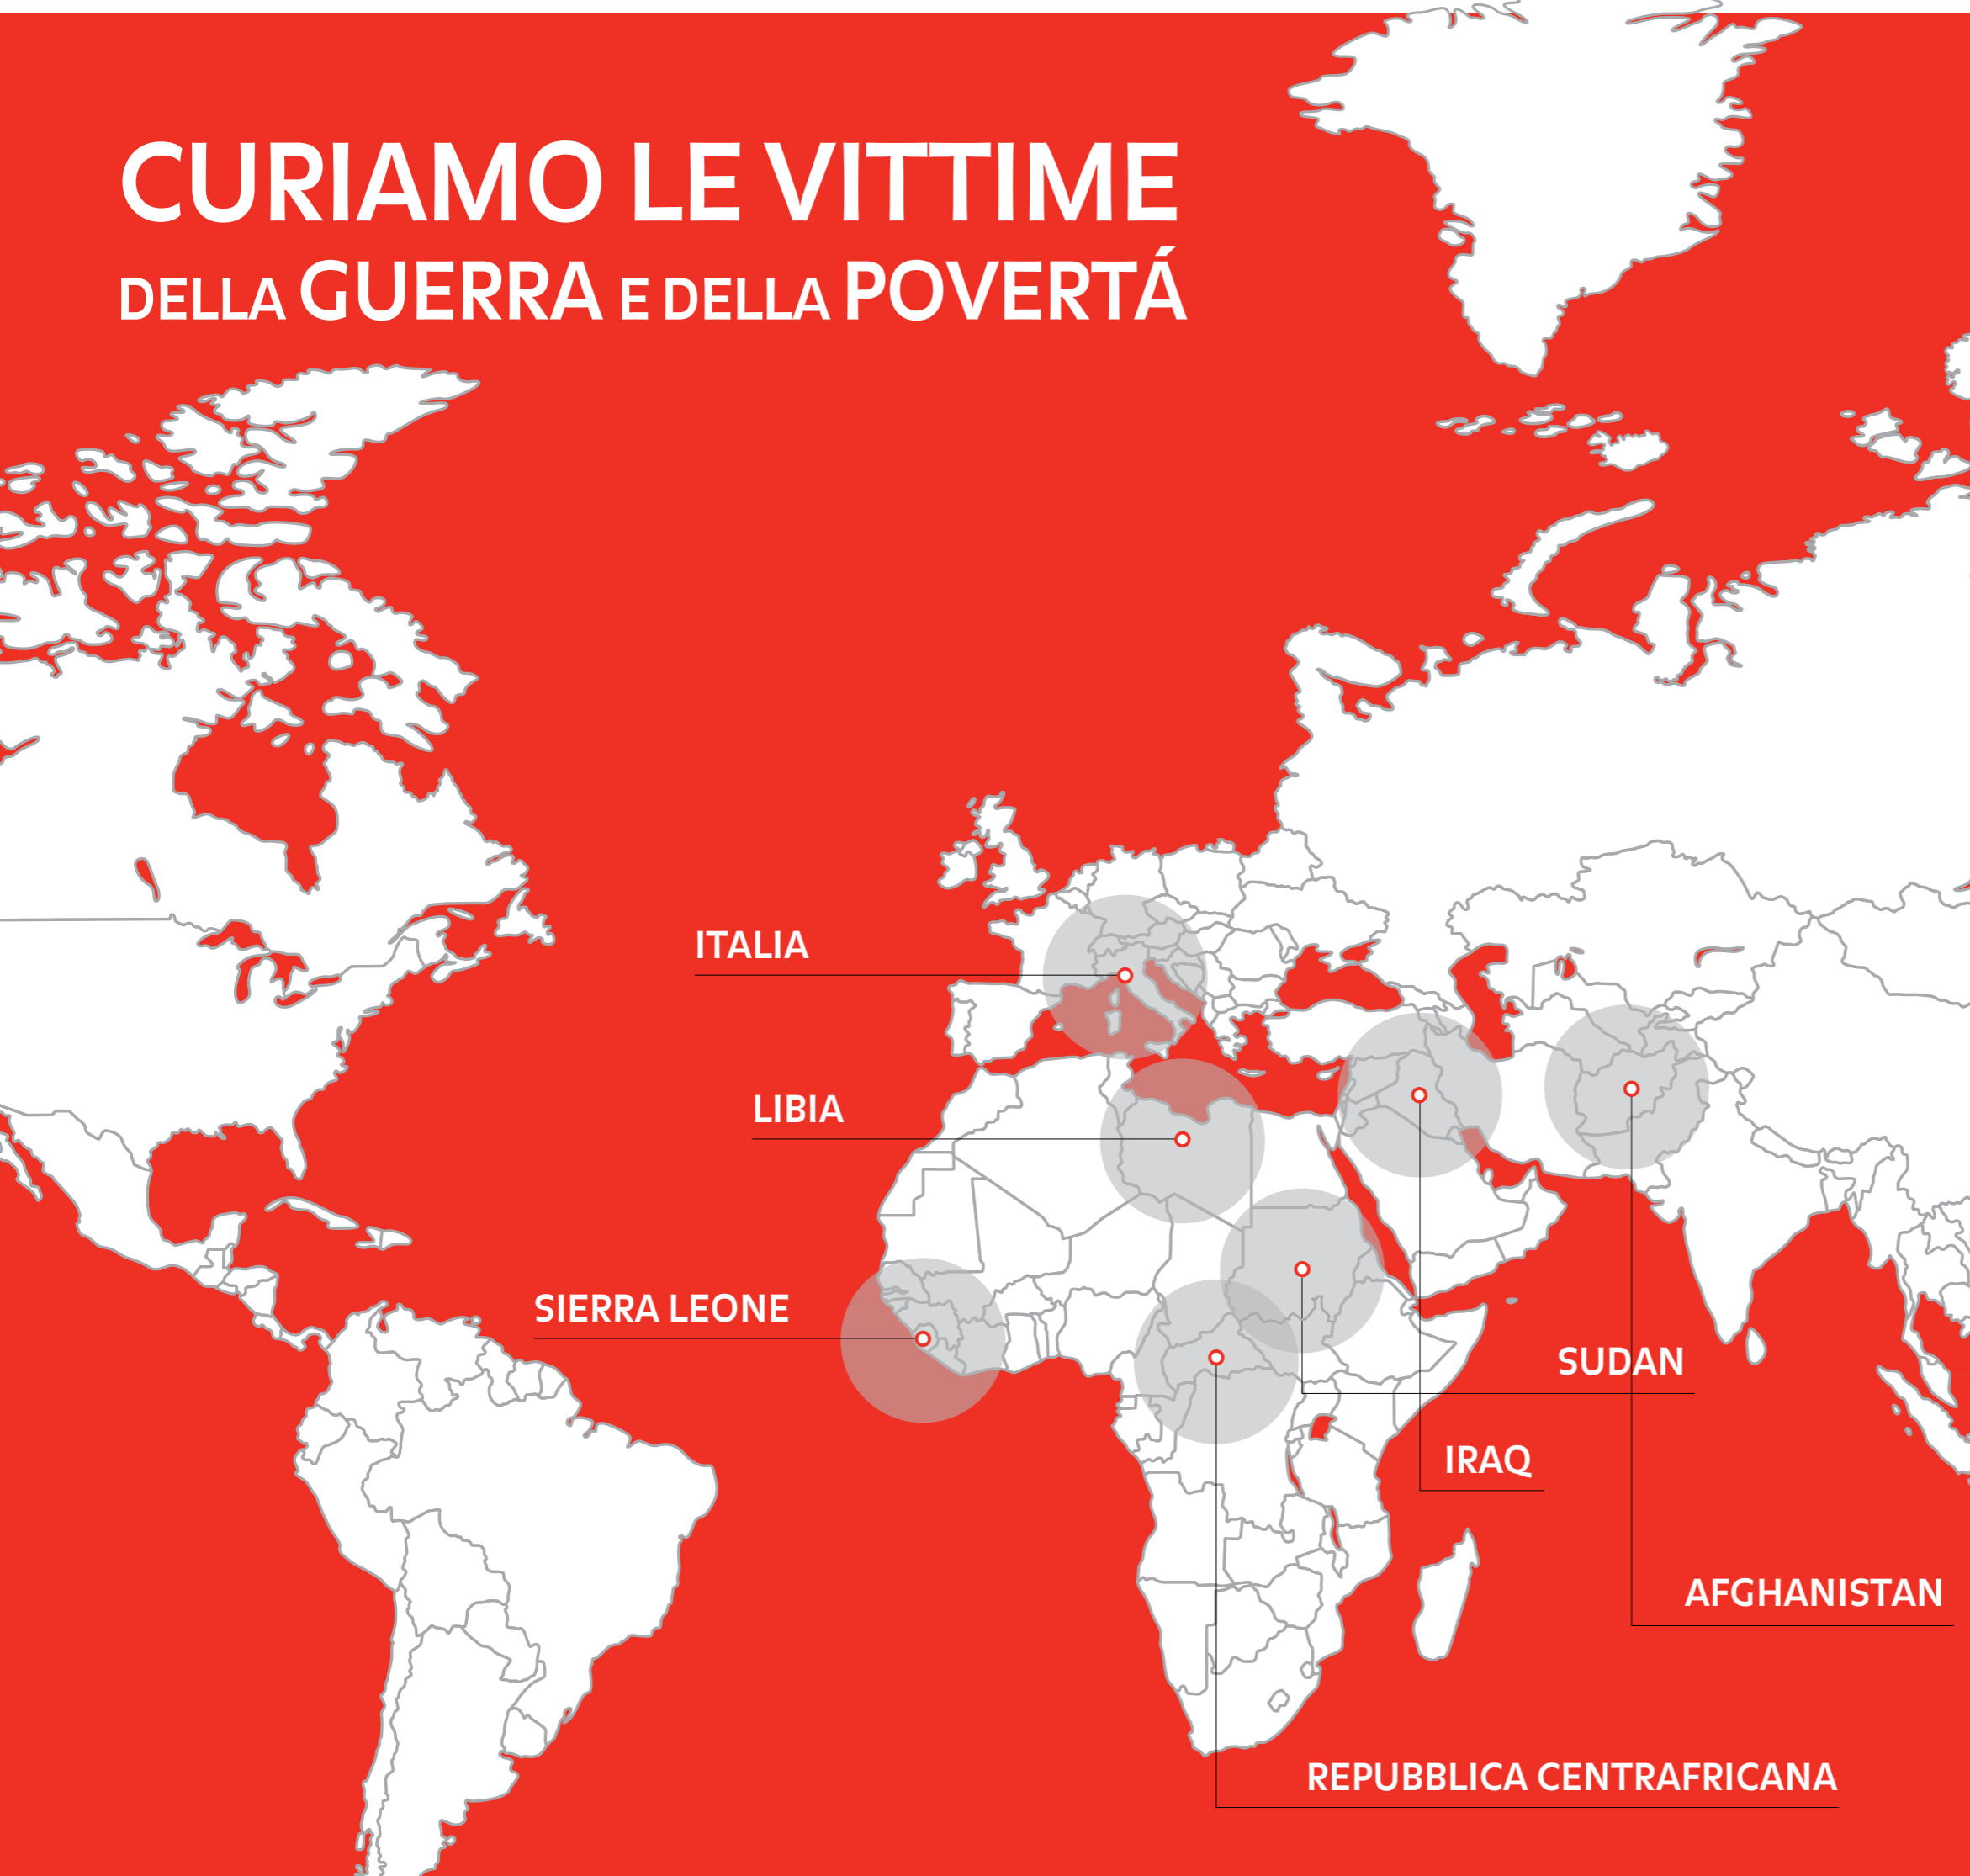 CURIAMO LE VITTIME
DELLA GUERRA E DELLA POVERTÁ
ITALIA
LIBIA
SIERRA LEONE
SUDAN
IRAQ
AFGHANISTAN
REPUBBLICA CENTRAFRICANA